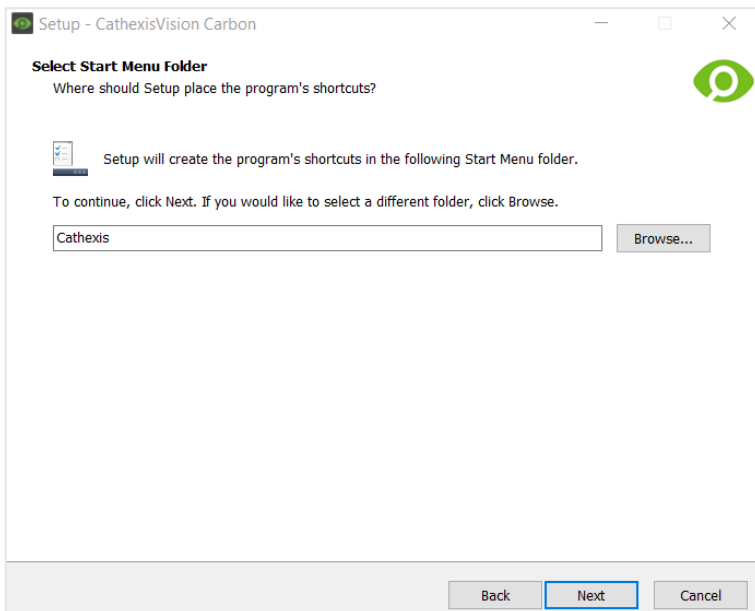 Setup - CathexisVision Carbon
Select Start Menu Folder
Where should Setup place the program's shortcuts?
Setup will create the program's shortcuts in the following Start Menu folder.
To continue, click Next. If you would like to select a different folder, click Browse.
Cathexis Browse...
Back Next Cancel